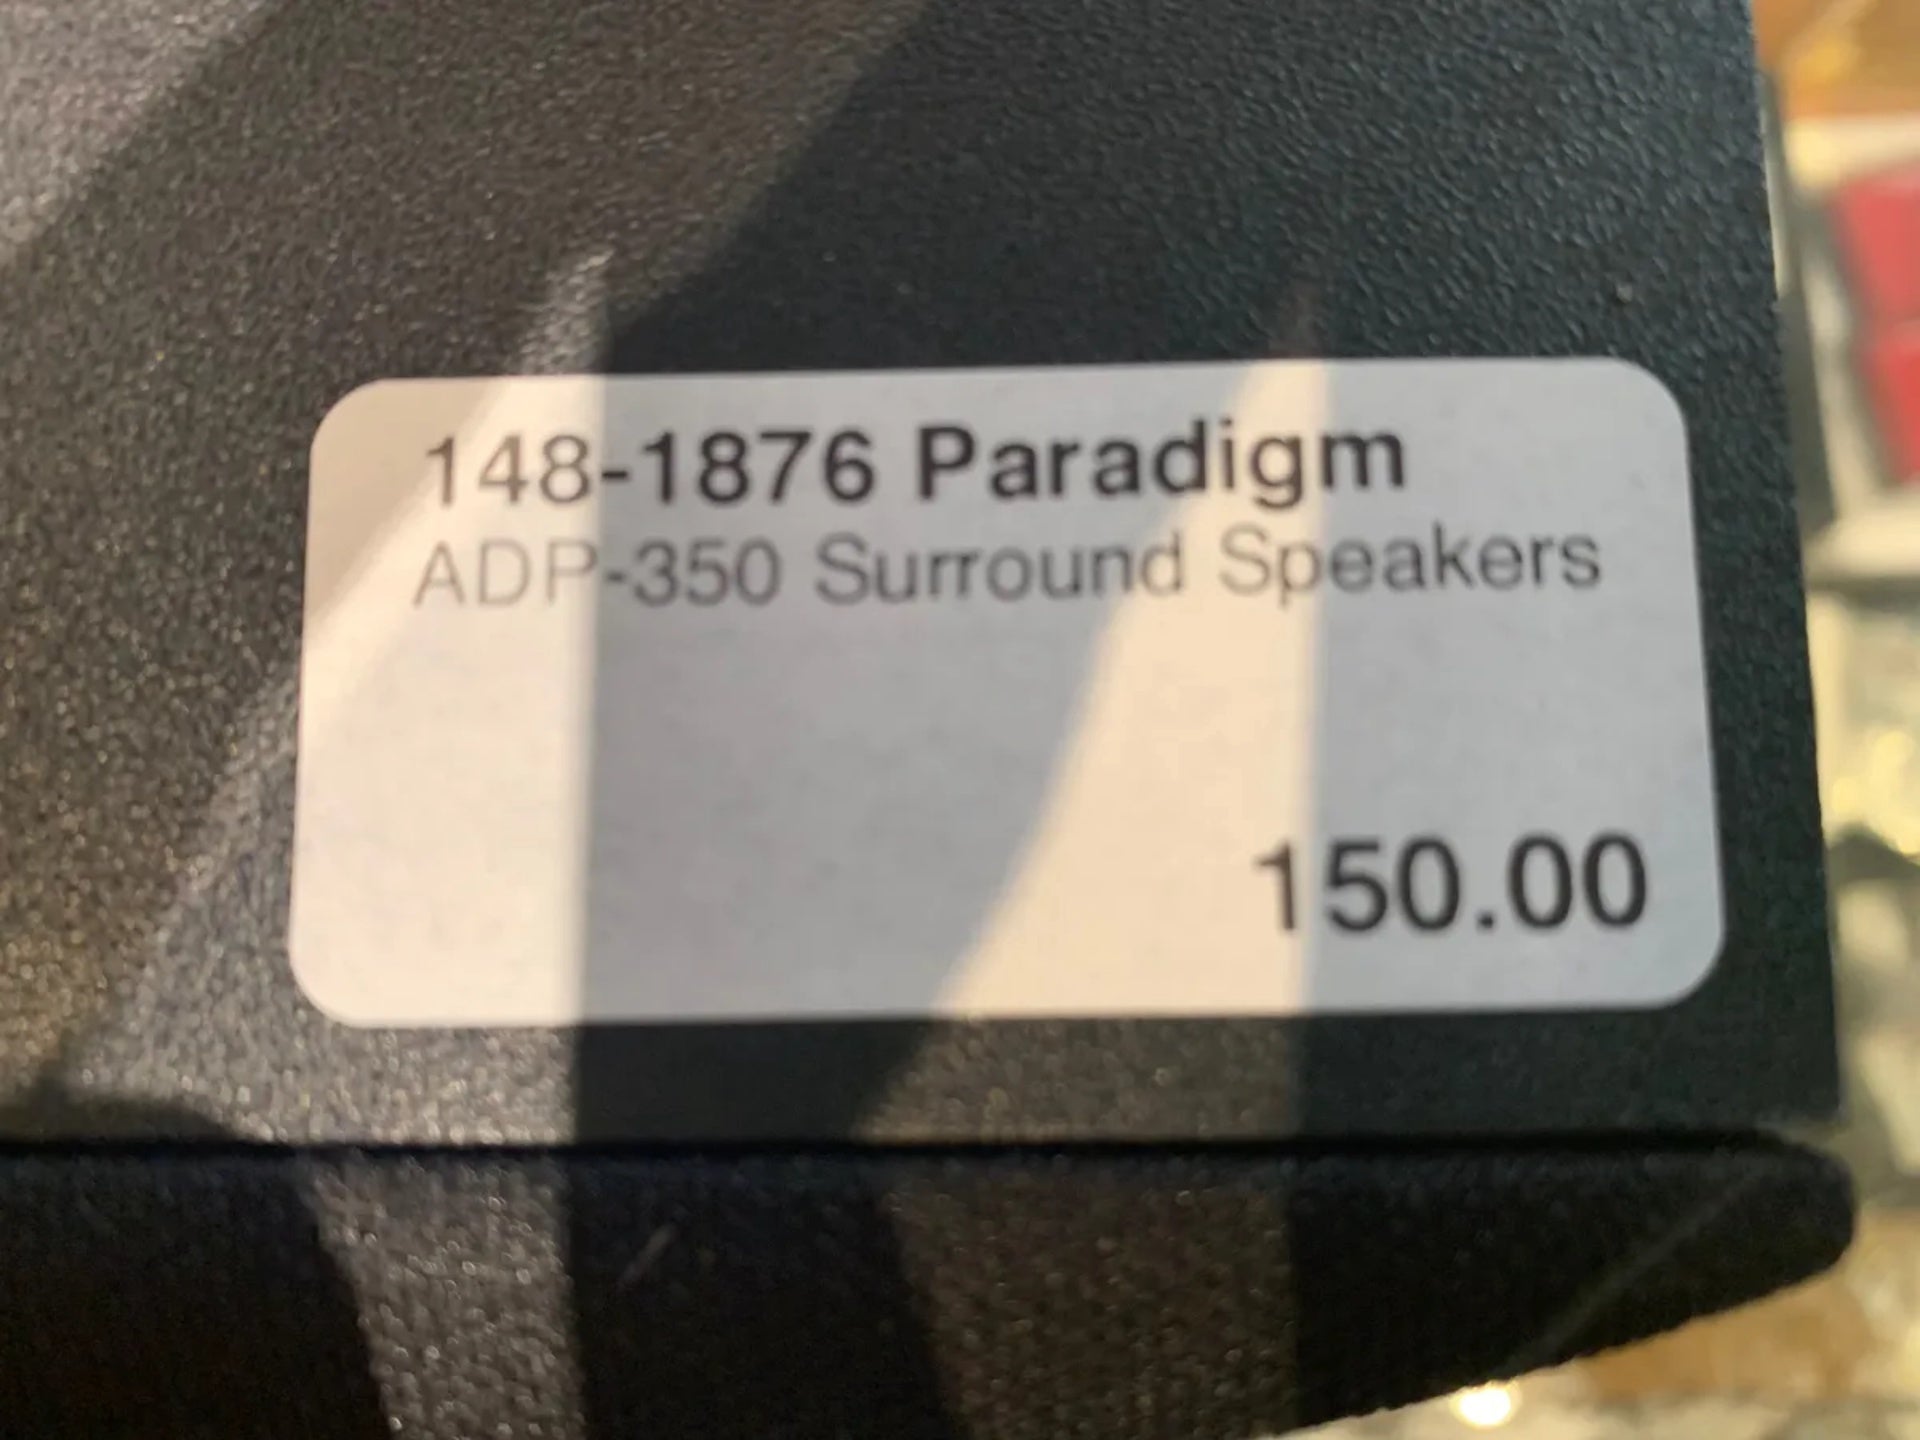 148-1876 Paradigm
ADP-350 Surround Speakers
150.00